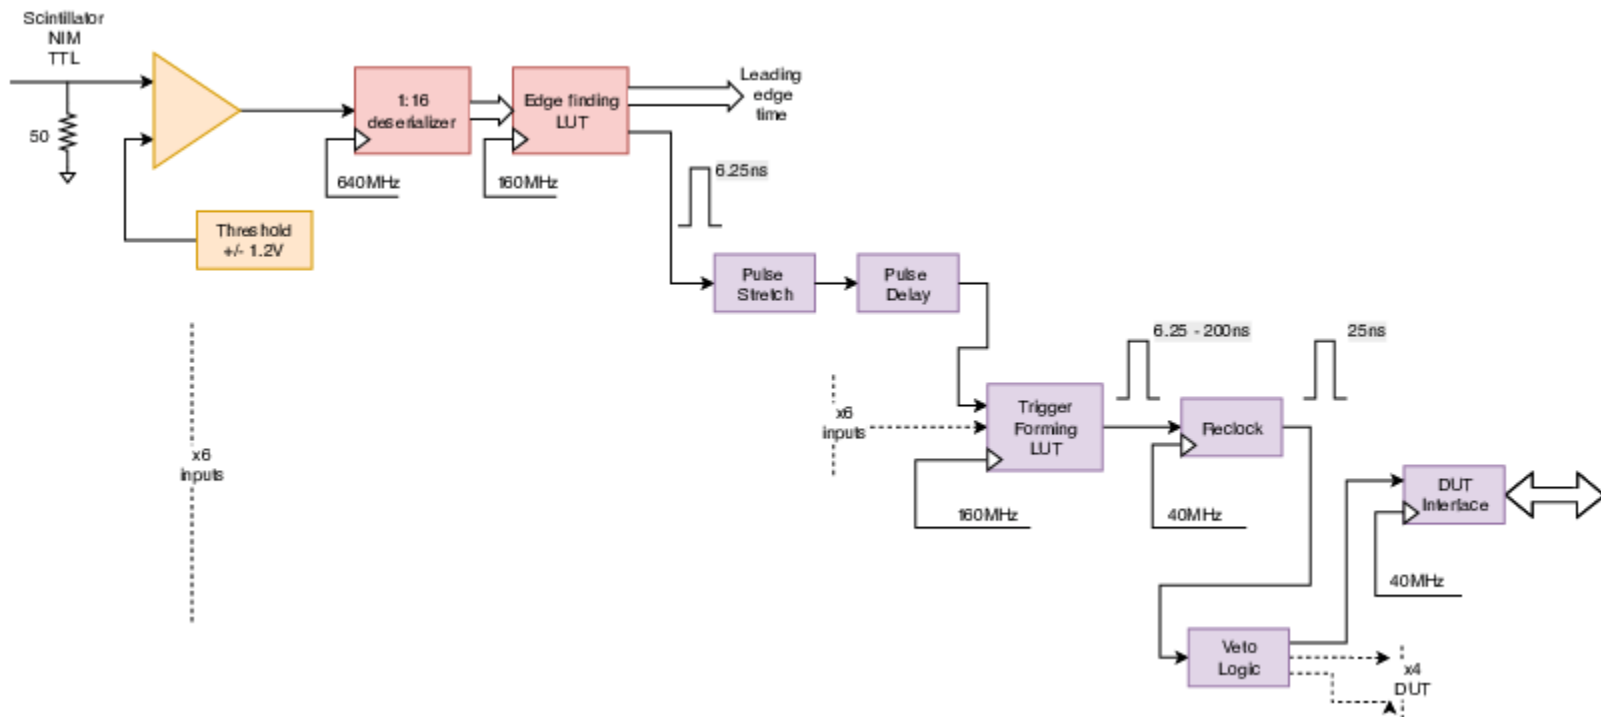 Scintillator
NIM
TTL
50
Threshold
+/- 1.2V
1:16
deserializer
640MHz
Edge finding
LUT
160MHz
Leading
edge
time
6.25ns
Pulse
Stretch
Pulse
Delay
x6
inputs
x6
inputs
Trigger
Forming
LUT
160MHz
6.25 - 200ns
Reclock
40MHz
25ns
DUT
Interface
40MHz
Veto
Logic
x4
DUT